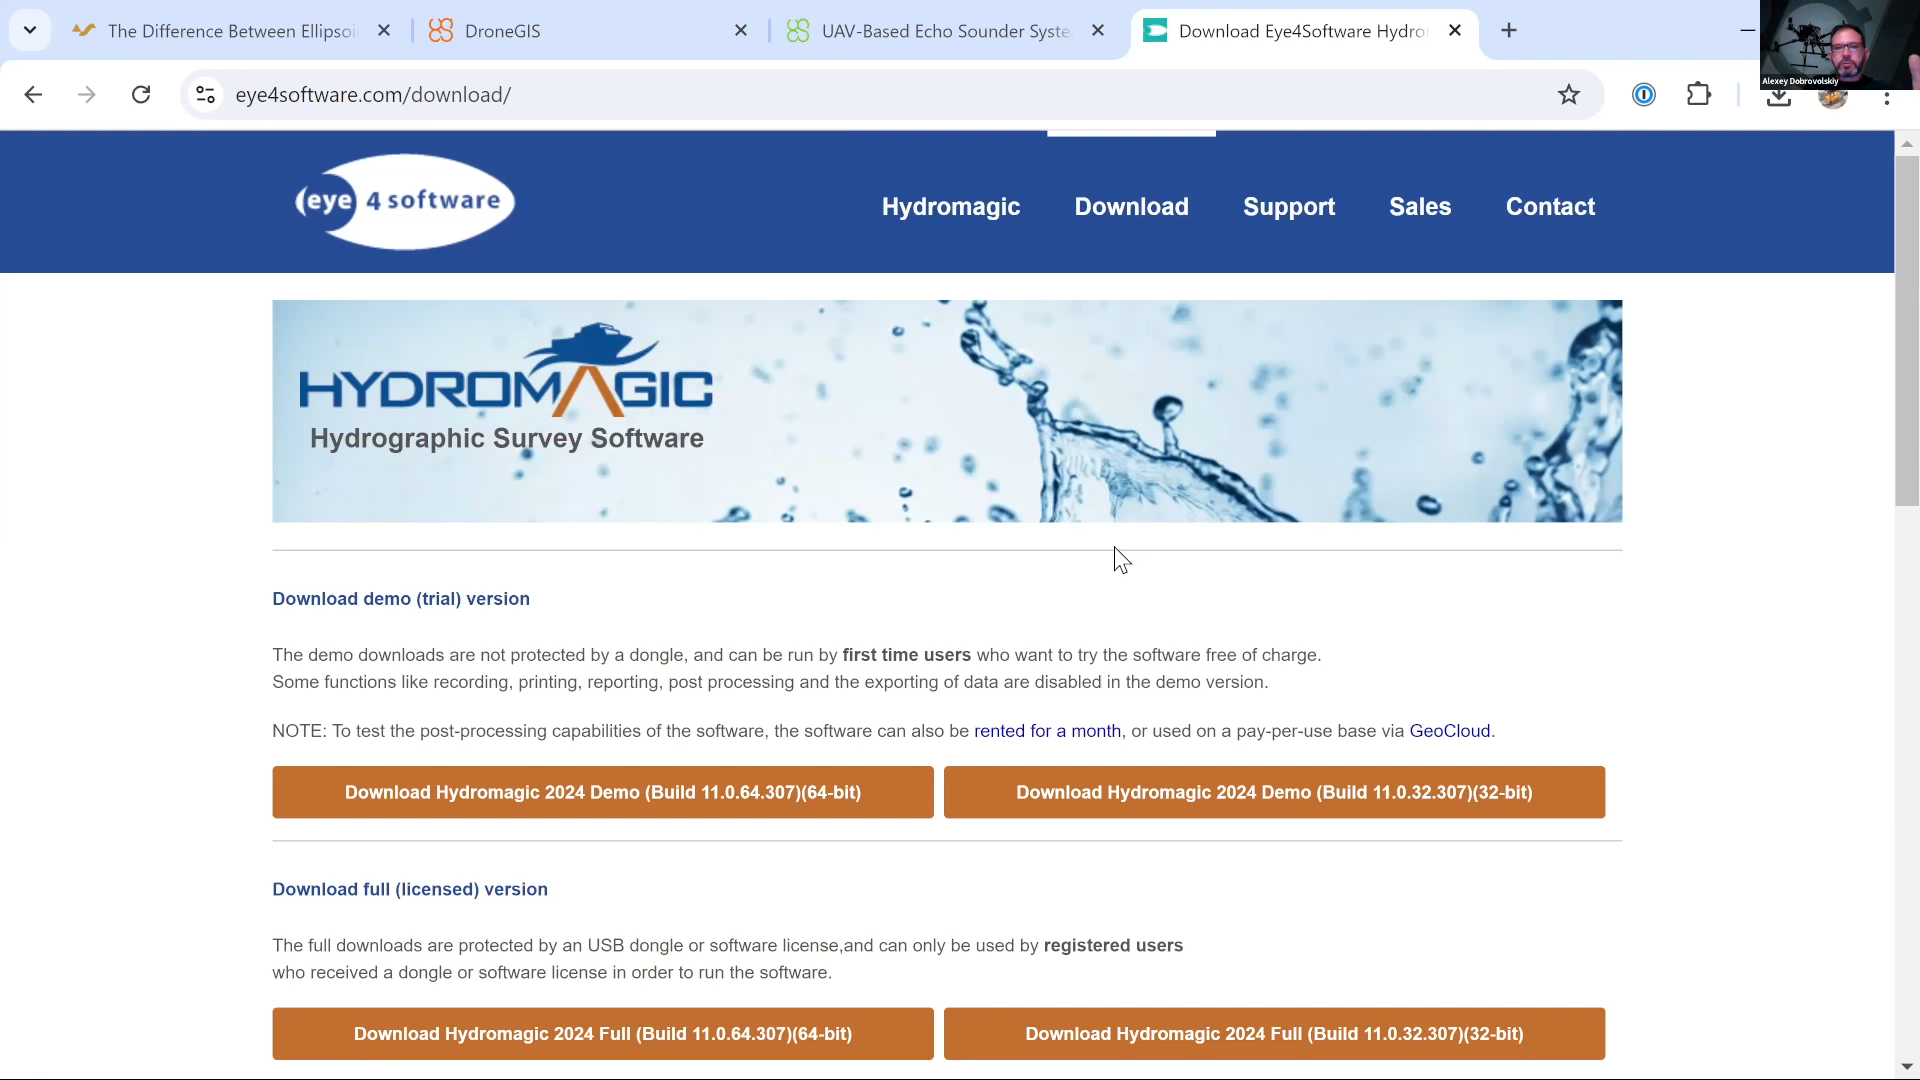 The Difference Between Ellipsoi
DroneGIS
UAV-Based Echo Sounder Syste
Download Eye4Software Hydro
Alexey Dobrovolskiy
eye4software.com/download/
eye 4 software
Hydromagic
Download
Support
Sales
Contact
HYDROMAGIC
Hydrographic Survey Software
Download demo (trial) version
The demo downloads are not protected by a dongle, and can be run by first time users who want to try the software free of charge.
Some functions like recording, printing, reporting, post processing and the exporting of data are disabled in the demo version.
NOTE: To test the post-processing capabilities of the software, the software can also be rented for a month, or used on a pay-per-use base via GeoCloud.
Download Hydromagic 2024 Demo (Build 11.0.64.307)(64-bit)
Download Hydromagic 2024 Demo (Build 11.0.32.307)(32-bit)
Download full (licensed) version
The full downloads are protected by an USB dongle or software license,and can only be used by registered users
who received a dongle or software license in order to run the software.
Download Hydromagic 2024 Full (Build 11.0.64.307)(64-bit)
Download Hydromagic 2024 Full (Build 11.0.32.307)(32-bit)